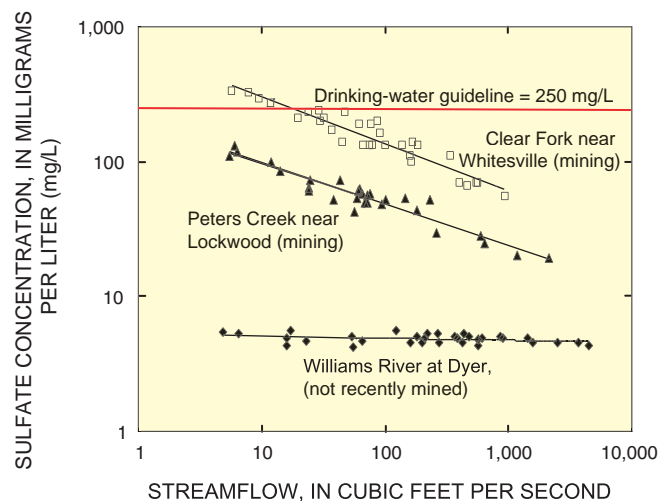 SULFATE CONCENTRATION, IN MILLIGRAMS
PER LITER (mg/L)
1,000
100
10
1
Drinking-water guideline = 250 mg/L
Clear Fork near
Whitesville (mining)
Peters Creek near
Lockwood (mining)
Williams River at Dyer,
(not recently mined)
1
10
100
1,000
10,000
STREAMFLOW, IN CUBIC FEET PER SECOND